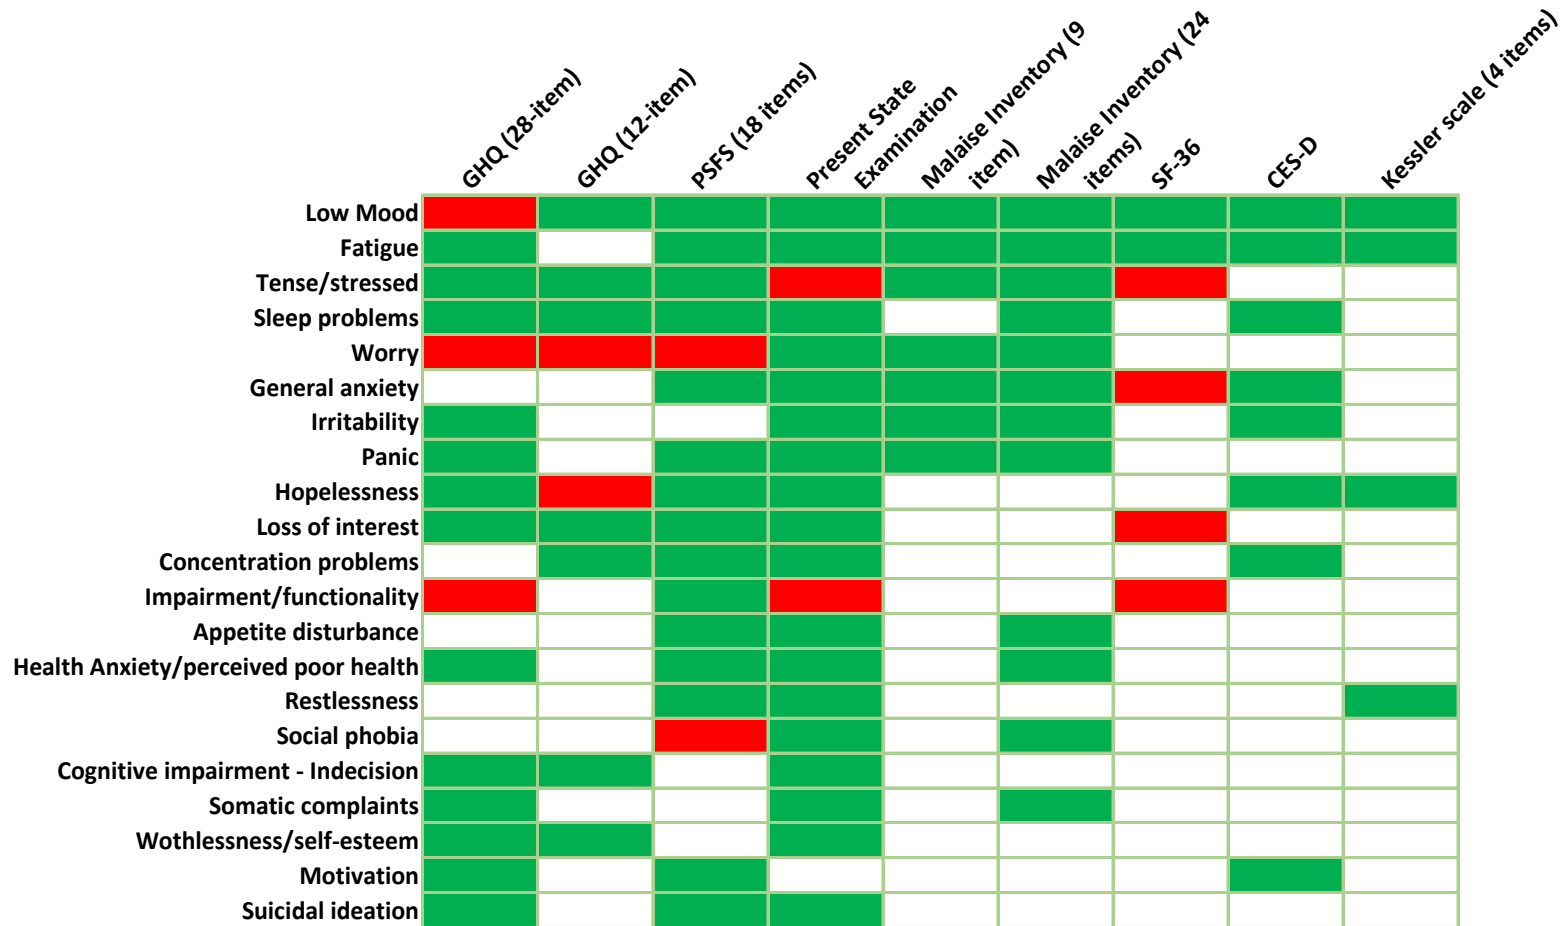 GHQ (28-item)
GHQ (12-item)
PSFS (18 items)
Present State
Examination
Malaise Inventory (9
item)
Malaise Inventory (24
items)
SF-36
CES-D
Kessler scale (4 items)
Low Mood
Fatigue
Tense/stressed
Sleep problems
Worry
General anxiety
Irritability
Panic
Hopelessness
Loss of interest
Concentration problems
Impairment/functionality
Appetite disturbance
Health Anxiety/perceived poor health
Restlessness
Social phobia
Cognitive impairment - Indecision
Somatic complaints
Wothlessness/self-esteem
Motivation
Suicidal ideation